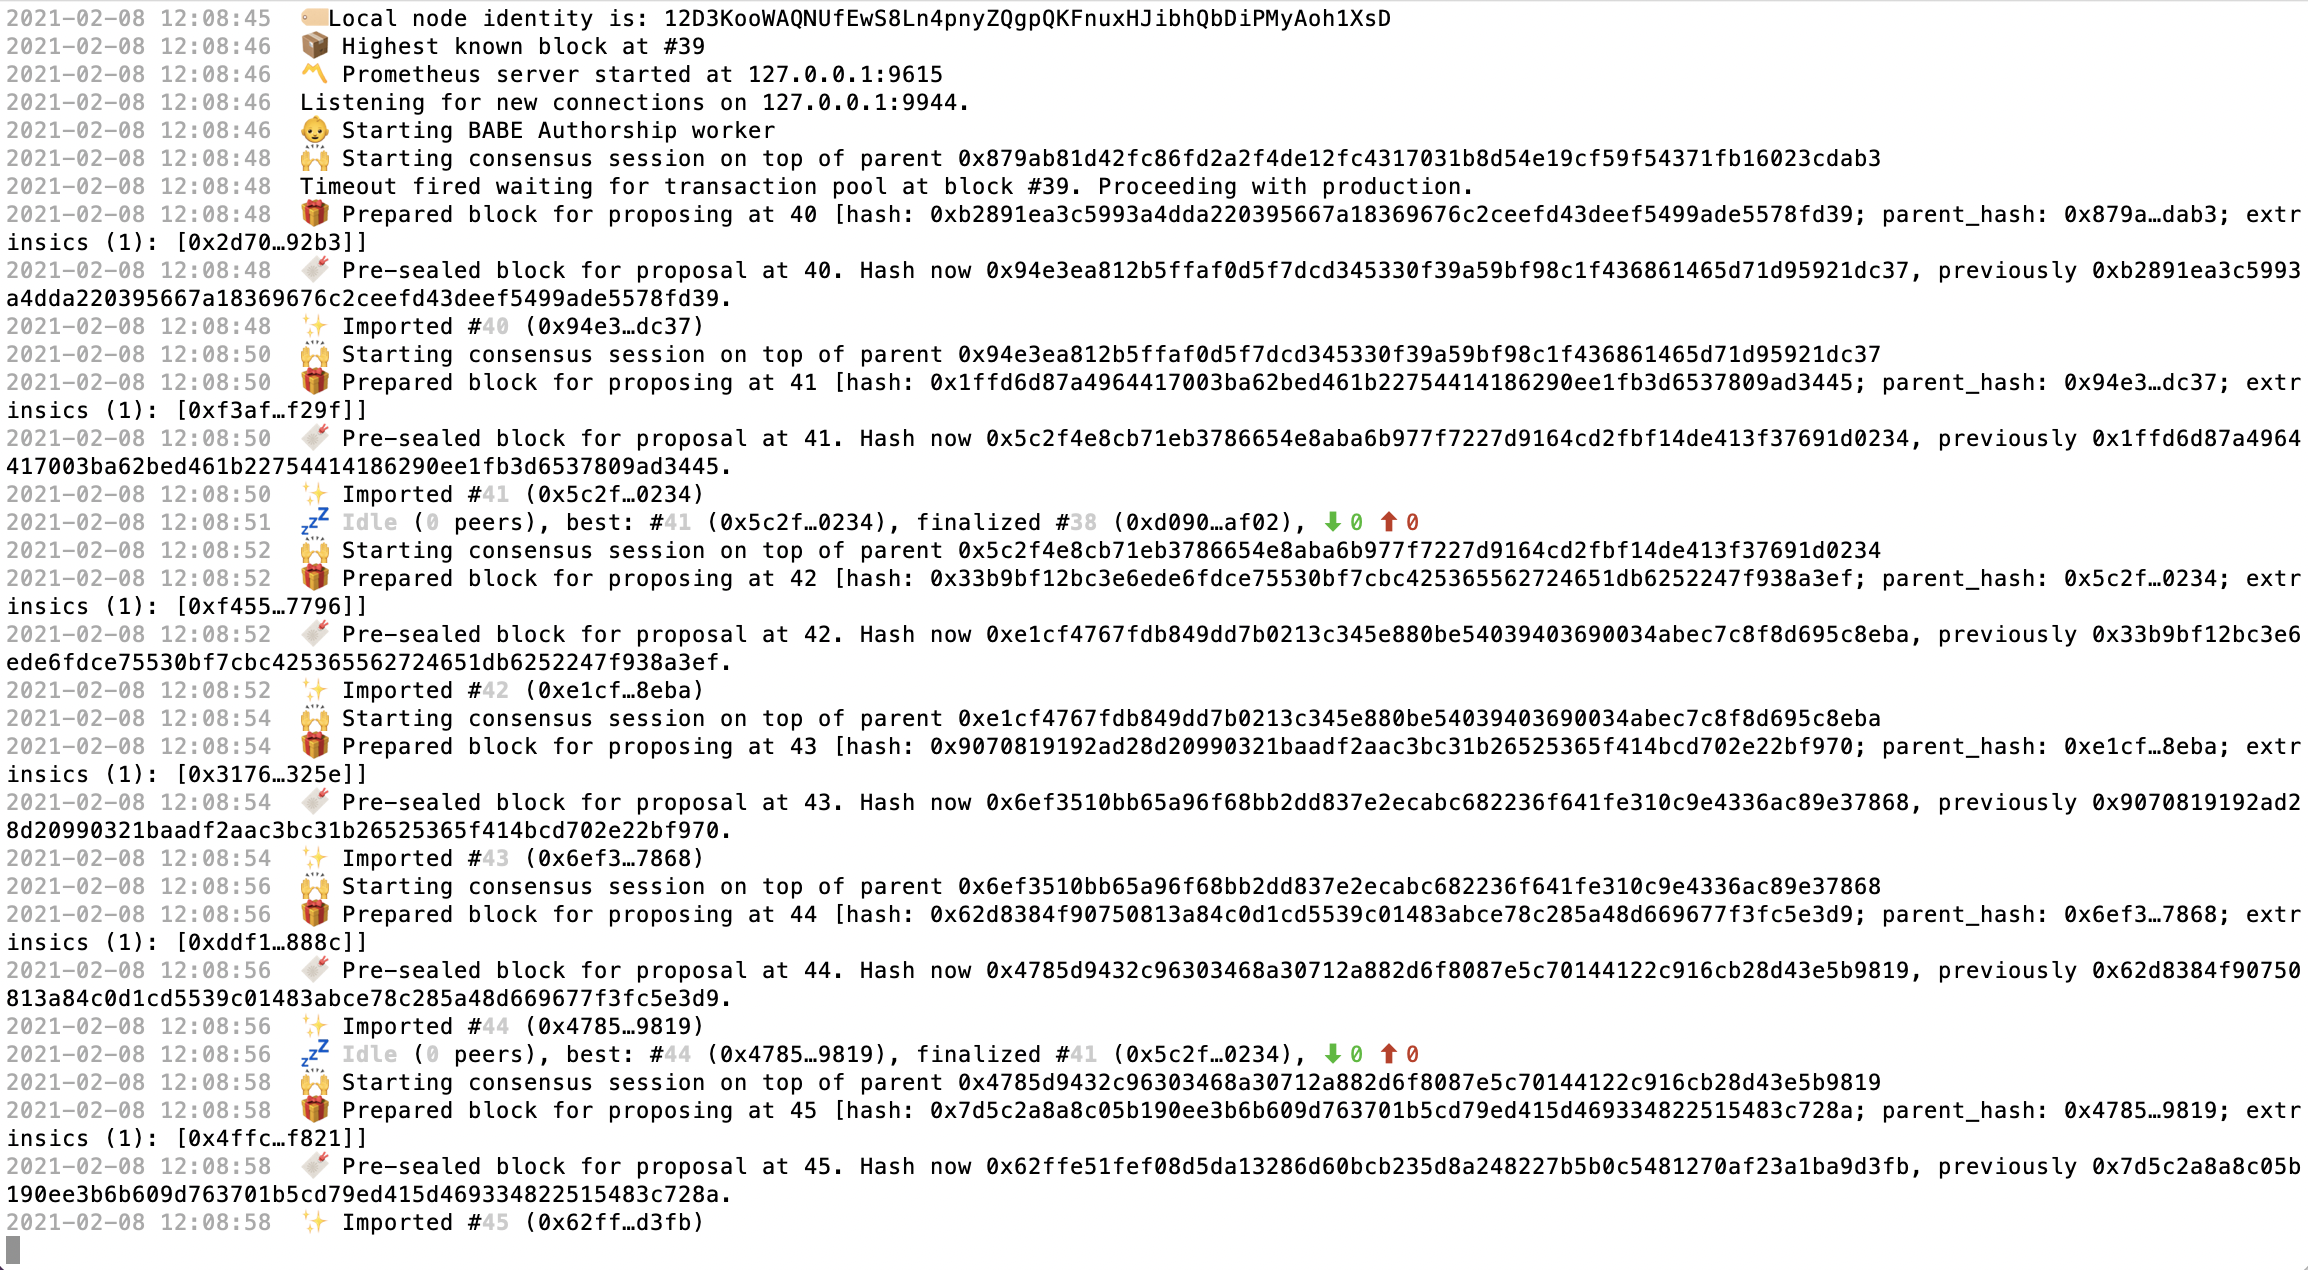 2021-02-08 12:08:45 🏷Local node identity is: 12D3KooWAQNUfEwS8Ln4pnyZQgpQKFnuxHJibhQbDiPMyAoh1XsD
2021-02-08 12:08:46 📦 Highest known block at #39
2021-02-08 12:08:46 〽️ Prometheus server started at 127.0.0.1:9615
2021-02-08 12:08:46 Listening for new connections on 127.0.0.1:9944.
2021-02-08 12:08:46 👶 Starting BABE Authorship worker
2021-02-08 12:08:48 🙌 Starting consensus session on top of parent 0x879ab81d42fc86fd2a2f4de12fc4317031b8d54e19cf59f54371fb16023cdab3
2021-02-08 12:08:48 Timeout fired waiting for transaction pool at block #39. Proceeding with production.
2021-02-08 12:08:48 🎁 Prepared block for proposing at 40 [hash: 0xb2891ea3c5993a4dda220395667a18369676c2ceefd43deef5499ade5578fd39; parent_hash: 0x879a…dab3; extr
insics (1): [0x2d70…92b3]]
2021-02-08 12:08:48 🔖 Pre-sealed block for proposal at 40. Hash now 0x94e3ea812b5ffaf0d5f7dcd345330f39a59bf98c1f436861465d71d95921dc37, previously 0xb2891ea3c5993
a4dda220395667a18369676c2ceefd43deef5499ade5578fd39.
2021-02-08 12:08:48 ✨ Imported #40 (0x94e3…dc37)
2021-02-08 12:08:50 🙌 Starting consensus session on top of parent 0x94e3ea812b5ffaf0d5f7dcd345330f39a59bf98c1f436861465d71d95921dc37
2021-02-08 12:08:50 🎁 Prepared block for proposing at 41 [hash: 0x1ffd6d87a4964417003ba62bed461b22754414186290ee1fb3d6537809ad3445; parent_hash: 0x94e3…dc37; extr
insics (1): [0xf3af…f29f]]
2021-02-08 12:08:50 🔖 Pre-sealed block for proposal at 41. Hash now 0x5c2f4e8cb71eb3786654e8aba6b977f7227d9164cd2fbf14de413f37691d0234, previously 0x1ffd6d87a4964
417003ba62bed461b22754414186290ee1fb3d6537809ad3445.
2021-02-08 12:08:50 ✨ Imported #41 (0x5c2f…0234)
2021-02-08 12:08:51 💤 Idle (0 peers), best: #41 (0x5c2f…0234), finalized #38 (0xd090…af02), ⬇ 0 ⬆ 0
2021-02-08 12:08:52 🙌 Starting consensus session on top of parent 0x5c2f4e8cb71eb3786654e8aba6b977f7227d9164cd2fbf14de413f37691d0234
2021-02-08 12:08:52 🎁 Prepared block for proposing at 42 [hash: 0x33b9bf12bc3e6ede6fdce75530bf7cbc425365562724651db6252247f938a3ef; parent_hash: 0x5c2f…0234; extr
insics (1): [0xf455…7796]]
2021-02-08 12:08:52 🔖 Pre-sealed block for proposal at 42. Hash now 0xe1cf4767fdb849dd7b0213c345e880be54039403690034abec7c8f8d695c8eba, previously 0x33b9bf12bc3e6
ede6fdce75530bf7cbc425365562724651db6252247f938a3ef.
2021-02-08 12:08:52 ✨ Imported #42 (0xe1cf…8eba)
2021-02-08 12:08:54 🙌 Starting consensus session on top of parent 0xe1cf4767fdb849dd7b0213c345e880be54039403690034abec7c8f8d695c8eba
2021-02-08 12:08:54 🎁 Prepared block for proposing at 43 [hash: 0x9070819192ad28d20990321baadf2aac3bc31b26525365f414bcd702e22bf970; parent_hash: 0xe1cf…8eba; extr
insics (1): [0x3176…325e]]
2021-02-08 12:08:54 🔖 Pre-sealed block for proposal at 43. Hash now 0x6ef3510bb65a96f68bb2dd837e2ecabc682236f641fe310c9e4336ac89e37868, previously 0x9070819192ad2
8d20990321baadf2aac3bc31b26525365f414bcd702e22bf970.
2021-02-08 12:08:54 ✨ Imported #43 (0x6ef3…7868)
2021-02-08 12:08:56 🙌 Starting consensus session on top of parent 0x6ef3510bb65a96f68bb2dd837e2ecabc682236f641fe310c9e4336ac89e37868
2021-02-08 12:08:56 🎁 Prepared block for proposing at 44 [hash: 0x62d8384f90750813a84c0d1cd5539c01483abce78c285a48d669677f3fc5e3d9; parent_hash: 0x6ef3…7868; extr
insics (1): [0xddf1…888c]]
2021-02-08 12:08:56 🔖 Pre-sealed block for proposal at 44. Hash now 0x4785d9432c96303468a30712a882d6f8087e5c70144122c916cb28d43e5b9819, previously 0x62d8384f90750
813a84c0d1cd5539c01483abce78c285a48d669677f3fc5e3d9.
2021-02-08 12:08:56 ✨ Imported #44 (0x4785…9819)
2021-02-08 12:08:56 💤 Idle (0 peers), best: #44 (0x4785…9819), finalized #41 (0x5c2f…0234), ⬇ 0 ⬆ 0
2021-02-08 12:08:58 🙌 Starting consensus session on top of parent 0x4785d9432c96303468a30712a882d6f8087e5c70144122c916cb28d43e5b9819
2021-02-08 12:08:58 🎁 Prepared block for proposing at 45 [hash: 0x7d5c2a8a8c05b190ee3b6b609d763701b5cd79ed415d469334822515483c728a; parent_hash: 0x4785…9819; extr
insics (1): [0x4ffc…f821]]
2021-02-08 12:08:58 🔖 Pre-sealed block for proposal at 45. Hash now 0x62ffe51fef08d5da13286d60bcb235d8a248227b5b0c5481270af23a1ba9d3fb, previously 0x7d5c2a8a8c05b
190ee3b6b609d763701b5cd79ed415d469334822515483c728a.
2021-02-08 12:08:58 ✨ Imported #45 (0x62ff…d3fb)